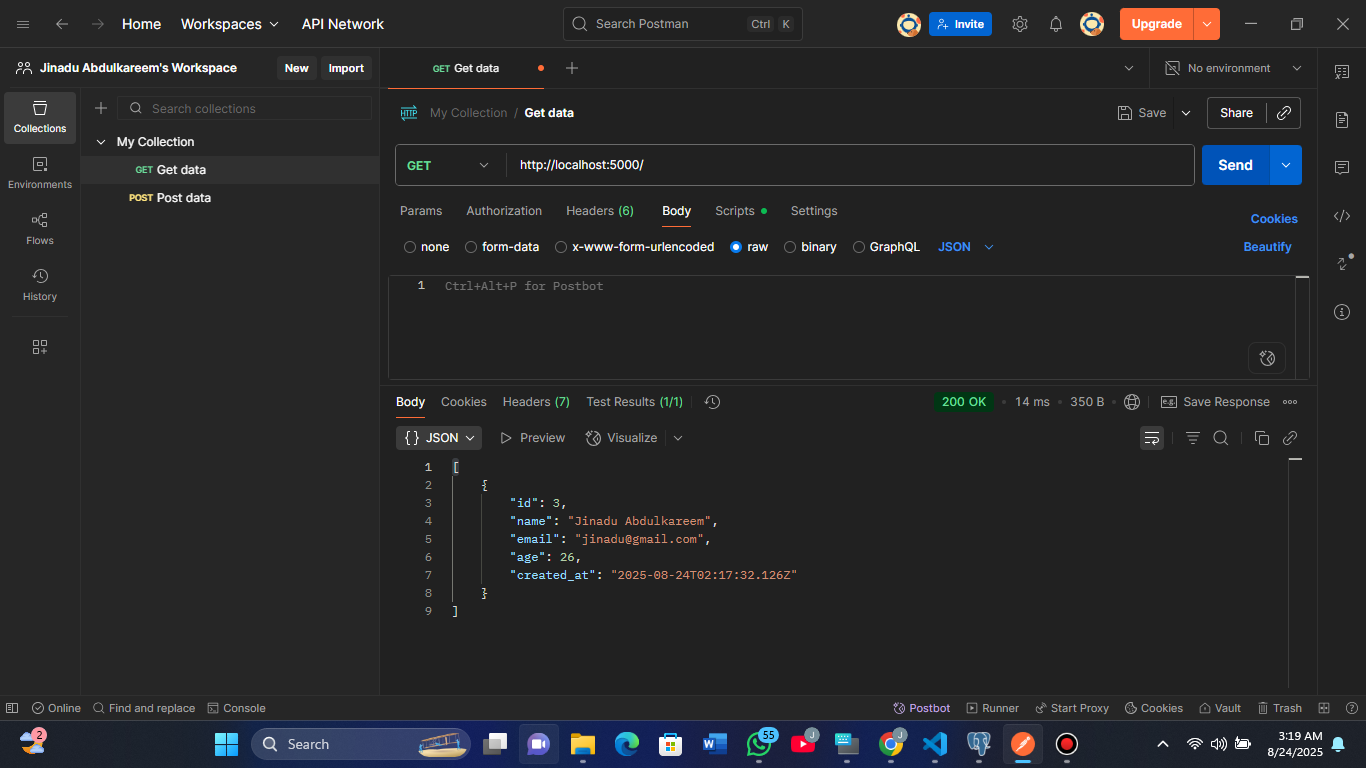 Home Workspaces API Network Search Postman Ctrl K Invite Upgrade
Jinadu Abdulkareem's Workspace New Import GET Get data No environment
Collections
Environments
Flows
History
Search collections
My Collection
GET Get data
POST Post data
HTTP My Collection / Get data Save Share
GET http://localhost:5000/ Send
Params Authorization Headers (6) Body Scripts Settings Cookies
none form-data x-www-form-urlencoded raw binary GraphQL JSON Beautify
1 Ctrl+Alt+P for Postbot
Body Cookies Headers (7) Test Results (1/1) 200 OK 14 ms 350 B e.g. Save Response
{} JSON Preview Visualize
1 [
2 {
3 "id": 3,
4 "name": "Jinadu Abdulkareem",
5 "email": "jinadu@gmail.com",
6 "age": 26,
7 "created_at": "2025-08-24T02:17:32.126Z"
8 }
9 ]
Online Find and replace Console Postbot Runner Start Proxy Cookies Vault Trash
2 Search 55 J J 3:19 AM
8/24/2025